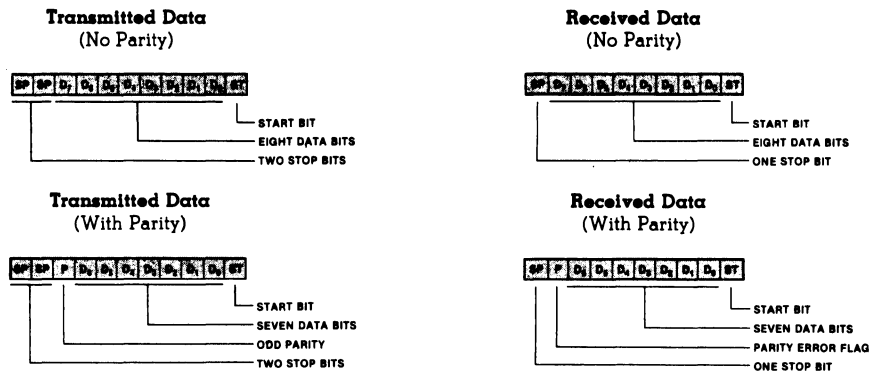 Transmitted Data
(No Parity)
SP SP D₇ D₆ D₅ D₄ D₃ D₂ D₁ D₀ ST
START BIT
EIGHT DATA BITS
TWO STOP BITS
Received Data
(No Parity)
SP D₇ D₆ D₅ D₄ D₃ D₂ D₁ D₀ ST
START BIT
EIGHT DATA BITS
ONE STOP BIT
Transmitted Data
(With Parity)
SP SP P D₆ D₅ D₄ D₃ D₂ D₁ D₀ ST
START BIT
SEVEN DATA BITS
ODD PARITY
TWO STOP BITS
Received Data
(With Parity)
SP P D₆ D₅ D₄ D₃ D₂ D₁ D₀ ST
START BIT
SEVEN DATA BITS
PARITY ERROR FLAG
ONE STOP BIT